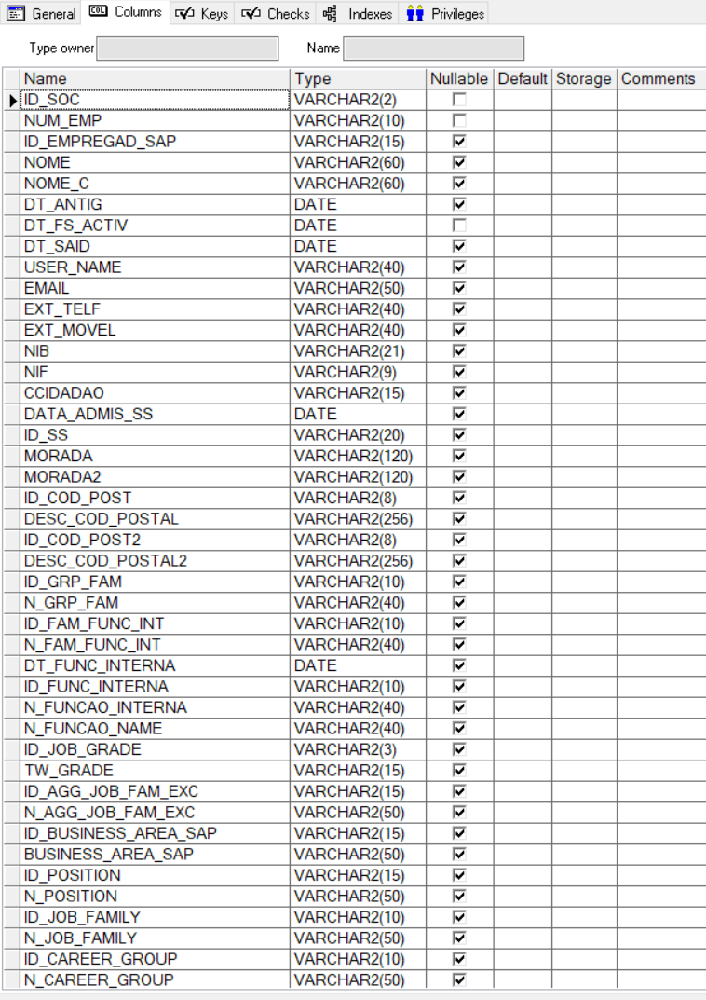 General Columns Keys Checks Indexes Privileges
Type owner Name
Name Type Nullable Default Storage Comments
ID_SOC VARCHAR2(2)
NUM_EMP VARCHAR2(10)
ID_EMPREGAD_SAP VARCHAR2(15)
NOME VARCHAR2(60)
NOME_C VARCHAR2(60)
DT_ANTIG DATE
DT_FS_ACTIV DATE
DT_SAID DATE
USER_NAME VARCHAR2(40)
EMAIL VARCHAR2(50)
EXT_TELF VARCHAR2(40)
EXT_MOVEL VARCHAR2(40)
NIB VARCHAR2(21)
NIF VARCHAR2(9)
CCIDADAO VARCHAR2(15)
DATA_ADMIS_SS DATE
ID_SS VARCHAR2(20)
MORADA VARCHAR2(120)
MORADA2 VARCHAR2(120)
ID_COD_POST VARCHAR2(8)
DESC_COD_POSTAL VARCHAR2(256)
ID_COD_POST2 VARCHAR2(8)
DESC_COD_POSTAL2 VARCHAR2(256)
ID_GRP_FAM VARCHAR2(10)
N_GRP_FAM VARCHAR2(40)
ID_FAM_FUNC_INT VARCHAR2(10)
N_FAM_FUNC_INT VARCHAR2(40)
DT_FUNC_INTERNA DATE
ID_FUNC_INTERNA VARCHAR2(10)
N_FUNCAO_INTERNA VARCHAR2(40)
N_FUNCAO_NAME VARCHAR2(40)
ID_JOB_GRADE VARCHAR2(3)
TW_GRADE VARCHAR2(15)
ID_AGG_JOB_FAM_EXC VARCHAR2(15)
N_AGG_JOB_FAM_EXC VARCHAR2(50)
ID_BUSINESS_AREA_SAP VARCHAR2(15)
BUSINESS_AREA_SAP VARCHAR2(50)
ID_POSITION VARCHAR2(15)
N_POSITION VARCHAR2(50)
ID_JOB_FAMILY VARCHAR2(10)
N_JOB_FAMILY VARCHAR2(50)
ID_CAREER_GROUP VARCHAR2(10)
N_CAREER_GROUP VARCHAR2(50)